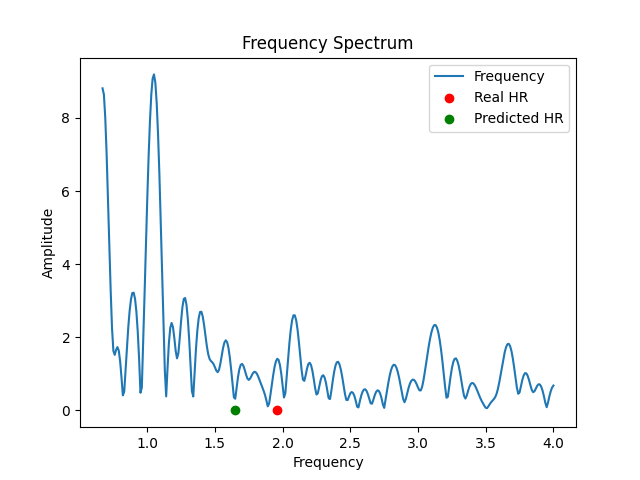 Frequency Spectrum
Frequency
Real HR
Predicted HR
Amplitude
8
6
4
2
0
1.0 1.5 2.0 2.5 3.0 3.5 4.0
Frequency